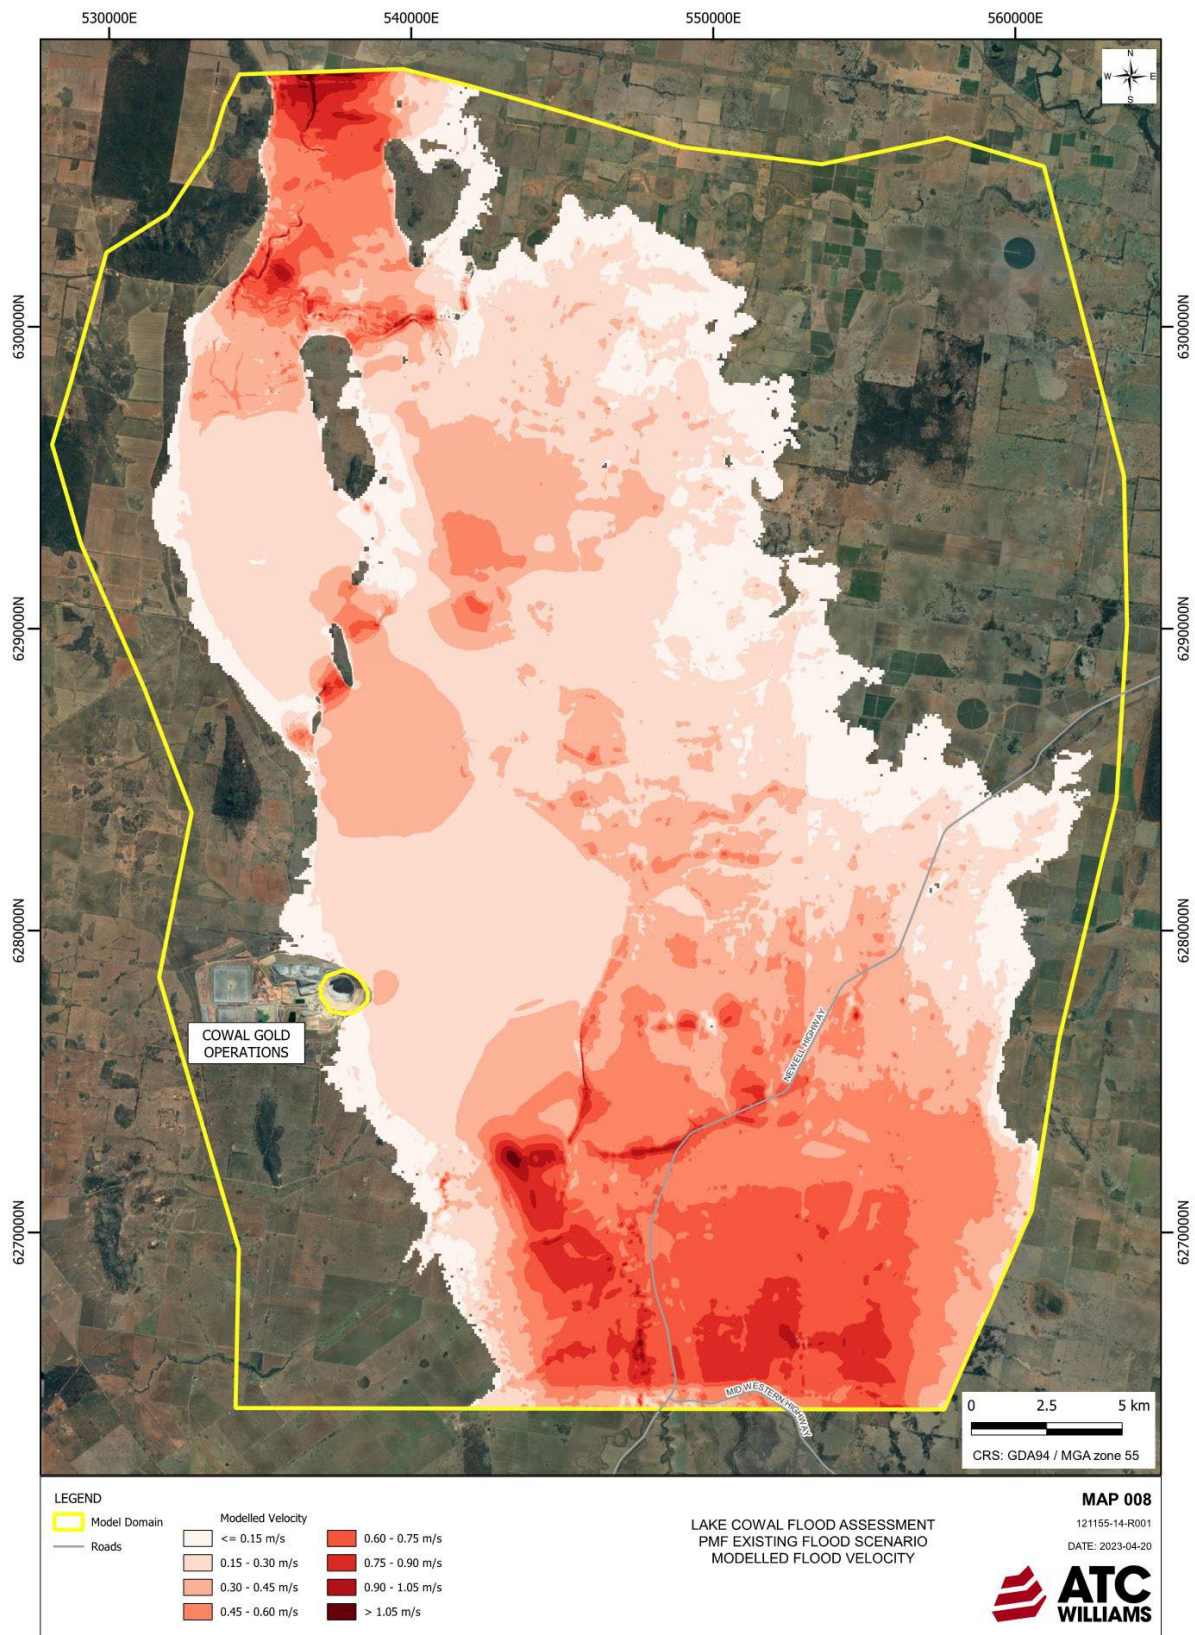 530000E
540000E
550000E
560000E
N
W
E
S
6300000N
6300000N
6290000N
6290000N
6280000N
6280000N
COWAL GOLD
OPERATIONS
NEWELL HIGHWAY
6270000N
6270000N
MID WESTERN HIGHWAY
0 2.5 5 km
CRS: GDA94 / MGA zone 55
LEGEND
Model Domain
Roads
Modelled Velocity
<= 0.15 m/s
0.15 - 0.30 m/s
0.30 - 0.45 m/s
0.45 - 0.60 m/s
0.60 - 0.75 m/s
0.75 - 0.90 m/s
0.90 - 1.05 m/s
> 1.05 m/s
LAKE COWAL FLOOD ASSESSMENT
PMF EXISTING FLOOD SCENARIO
MODELLED FLOOD VELOCITY
MAP 008
121155-14-R001
DATE: 2023-04-20
ATC
WILLIAMS